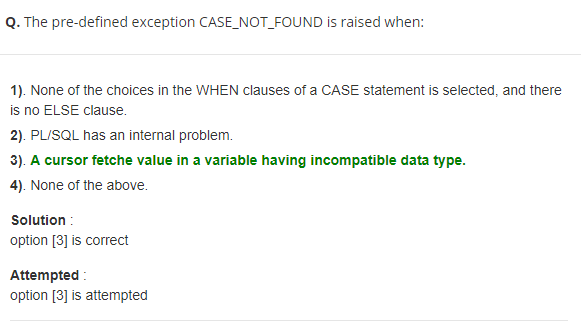 Q. The pre-defined exception CASE_NOT_FOUND is raised when:
1). None of the choices in the WHEN clauses of a CASE statement is selected, and there
is no ELSE clause.
2). PL/SQL has an internal problem.
3). A cursor fetche value in a variable having incompatible data type.
4). None of the above.
Solution :
option [3] is correct
Attempted :
option [3] is attempted